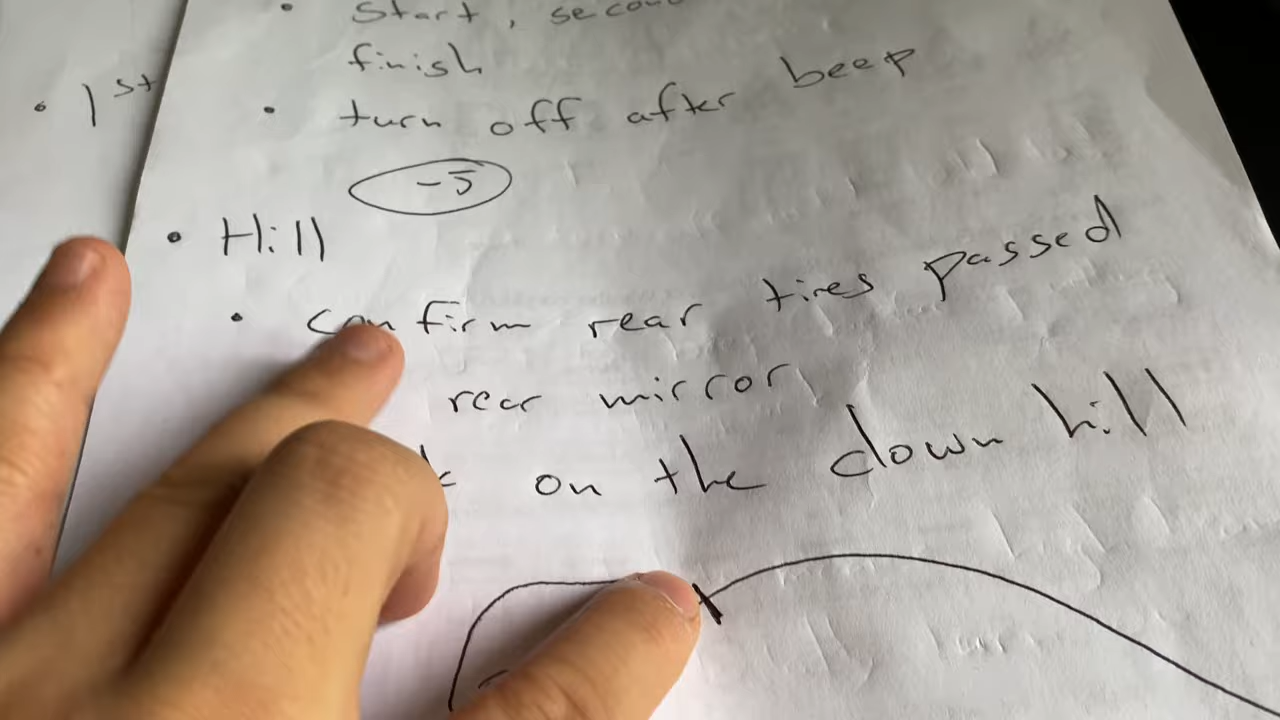 • start, second
finish
• 1st
• turn off after beep
-5
• Hill
• confirm rear tires passed
rear mirror
on the down hill